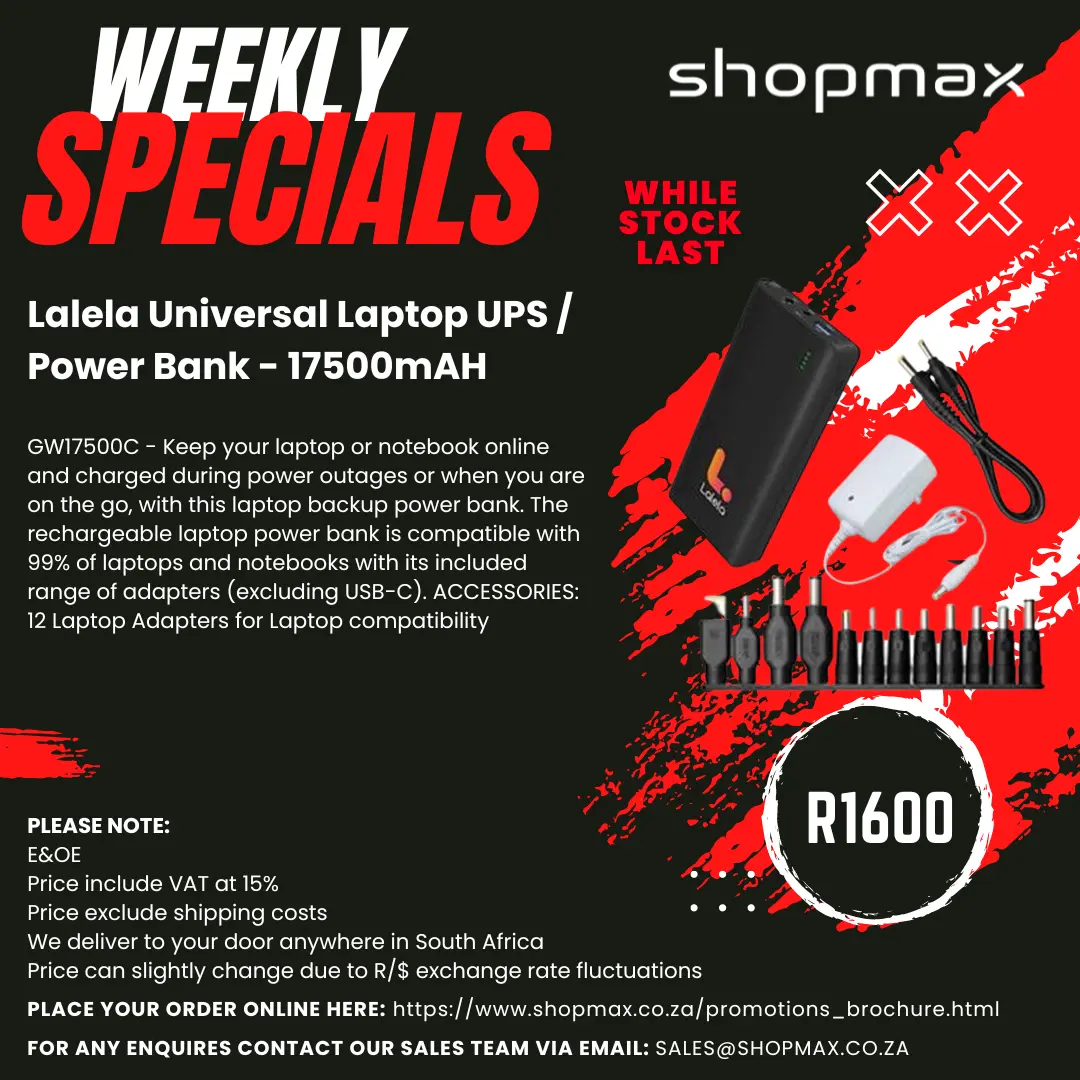 WEEKLY
SPECIALS
shopmax
WHILE
STOCK
LAST
Lalela Universal Laptop UPS /
Power Bank - 17500mAH
GW17500C - Keep your laptop or notebook online
and charged during power outages or when you are
on the go, with this laptop backup power bank. The
rechargeable laptop power bank is compatible with
99% of laptops and notebooks with its included
range of adapters (excluding USB-C). ACCESSORIES:
12 Laptop Adapters for Laptop compatibility
Lalela
R1600
PLEASE NOTE:
E&OE
Price include VAT at 15%
Price exclude shipping costs
We deliver to your door anywhere in South Africa
Price can slightly change due to R/$ exchange rate fluctuations
PLACE YOUR ORDER ONLINE HERE: https://www.shopmax.co.za/promotions_brochure.html
FOR ANY ENQUIRES CONTACT OUR SALES TEAM VIA EMAIL: SALES@SHOPMAX.CO.ZA